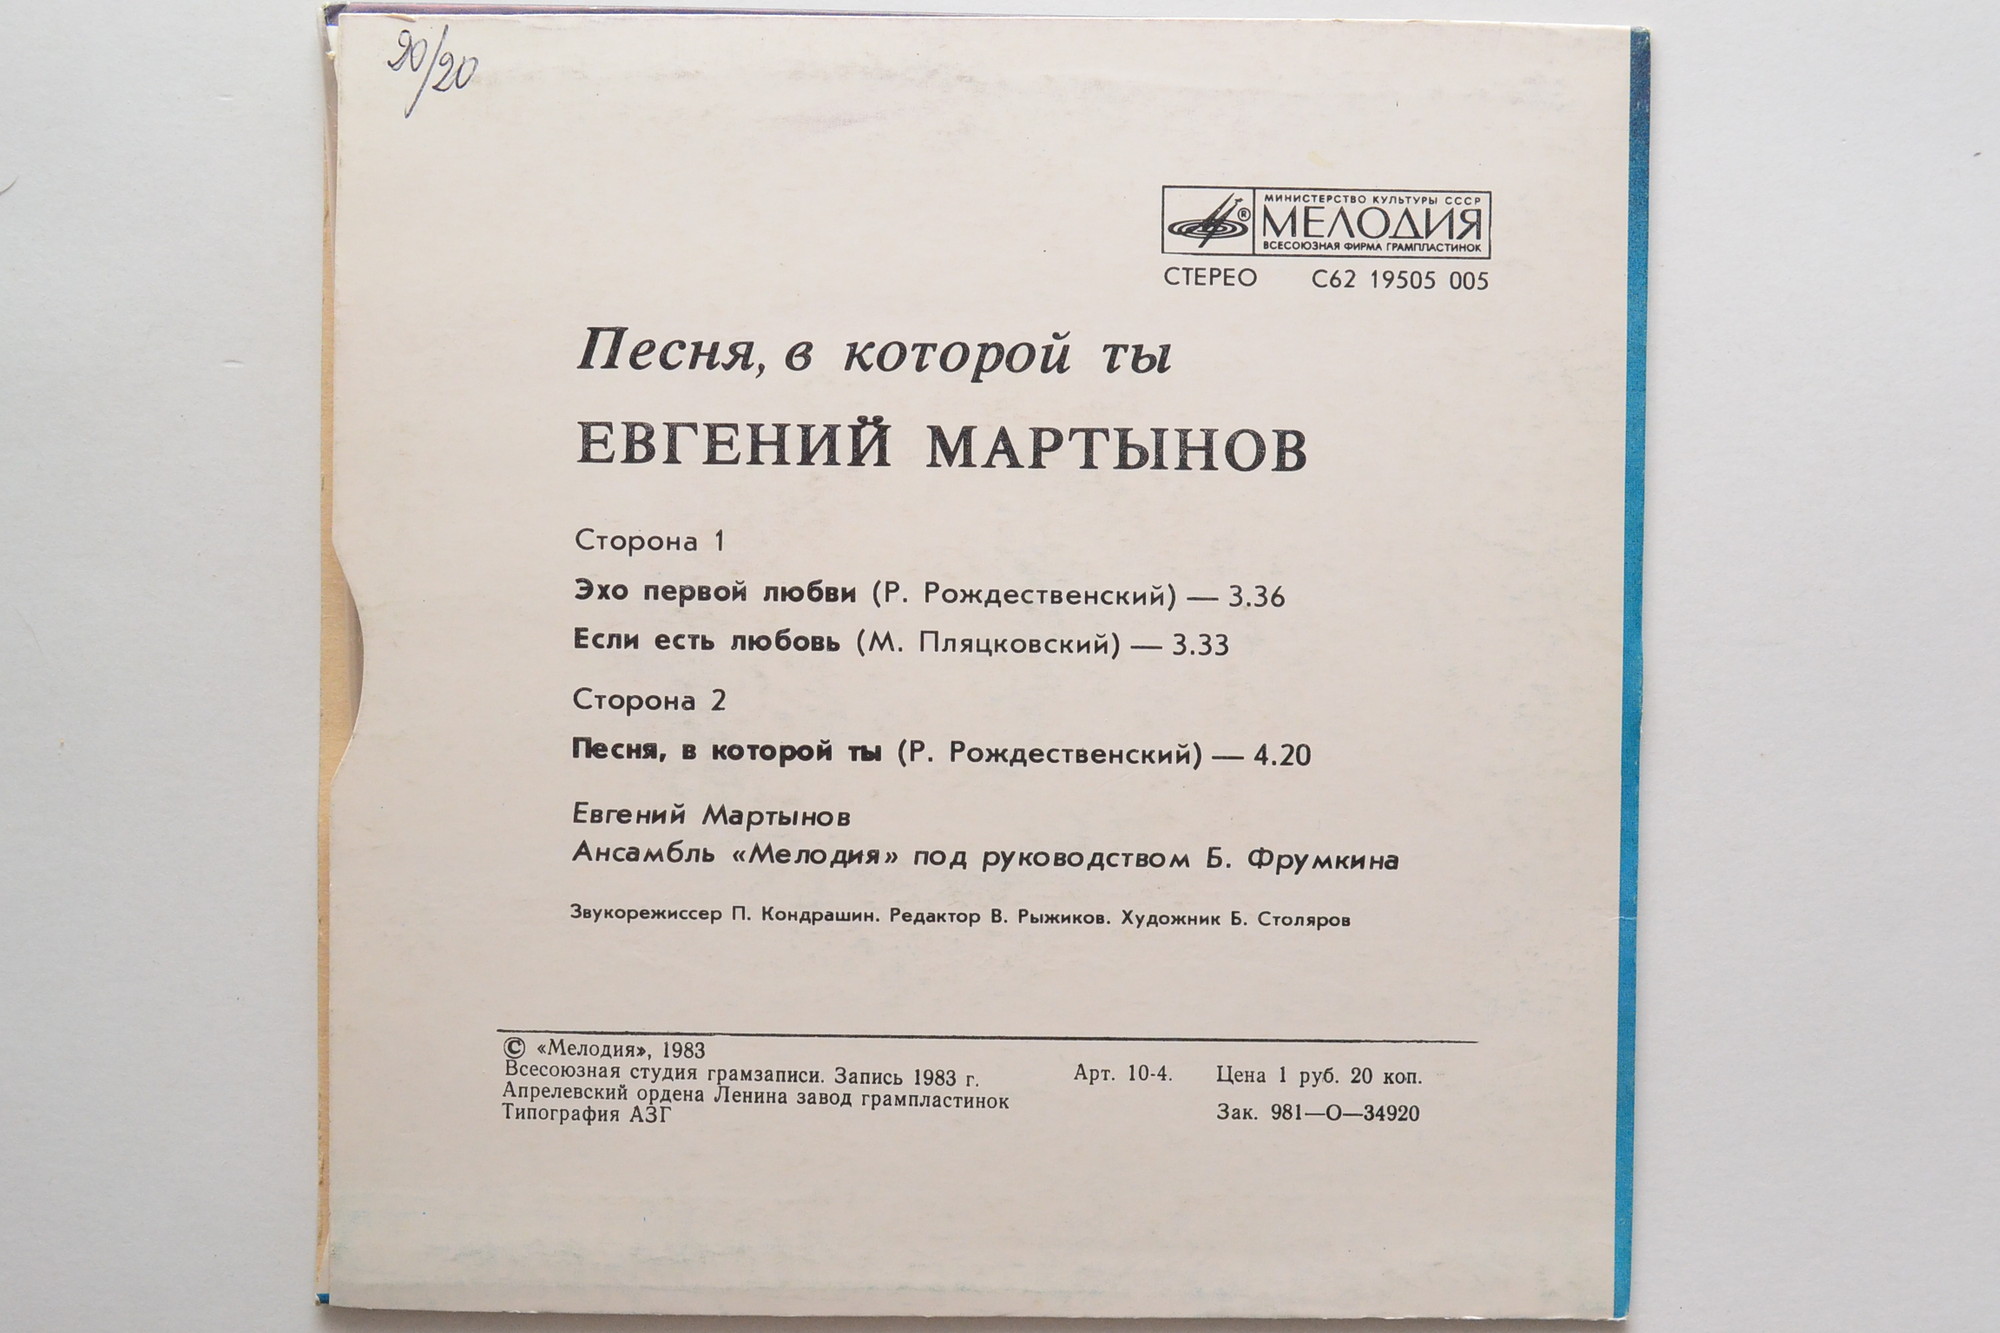 20/20
МИНИСТЕРСТВО КУЛЬТУРЫ СССР
® МЕЛОДИЯ
ВСЕСОЮЗНАЯ ФИРМА ГРАМПЛАСТИНОК
СТЕРЕО С62 19505 005
Песня, в которой ты
ЕВГЕНИЙ МАРТЫНОВ
Сторона 1
Эхо первой любви (Р. Рождественский) — 3.36
Если есть любовь (М. Пляцковский) — 3.33
Сторона 2
Песня, в которой ты (Р. Рождественский) — 4.20
Евгений Мартынов
Ансамбль «Мелодия» под руководством Б. Фрумкина
Звукорежиссер П. Кондрашин. Редактор В. Рыжиков. Художник Б. Столяров
© «Мелодия», 1983
Всесоюзная студия грамзаписи. Запись 1983 г. Арт. 10-4. Цена 1 руб. 20 коп.
Апрелевский ордена Ленина завод грампластинок
Типография АЗГ Зак. 981—О—34920